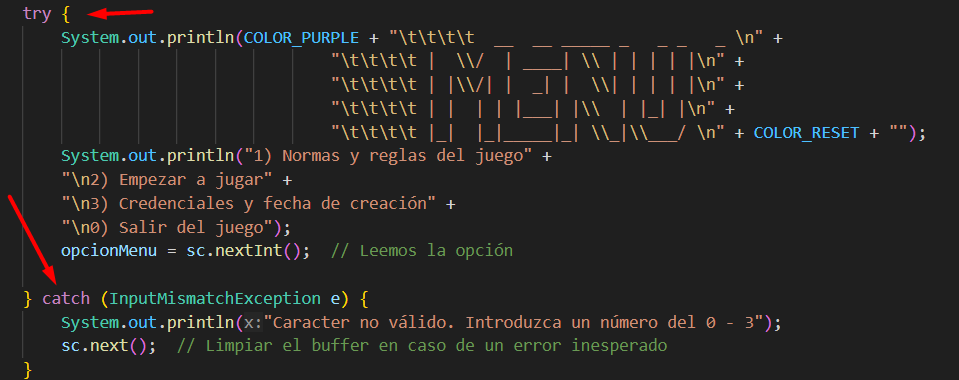 try {
System.out.println(COLOR_PURPLE + "\t\t\t\t  __  __ _____ _   _ _   _ \n" +
"\t\t\t\t |  \\/  | ____| \\ | | | | |\n" +
"\t\t\t\t | |\\/| |  _| |  \\| | | | |\n" +
"\t\t\t\t | |  | | |___| |\\  | |_| |\n" +
"\t\t\t\t |_|  |_|_____|_| \\_|\\___/ \n" + COLOR_RESET + "");
System.out.println("1) Normas y reglas del juego" +
"\n2) Empezar a jugar" +
"\n3) Credenciales y fecha de creación" +
"\n0) Salir del juego");
opcionMenu = sc.nextInt();  // Leemos la opción
} catch (InputMismatchException e) {
System.out.println(x:"Caracter no válido. Introduzca un número del 0 - 3");
sc.next();  // Limpiar el buffer en caso de un error inesperado
}